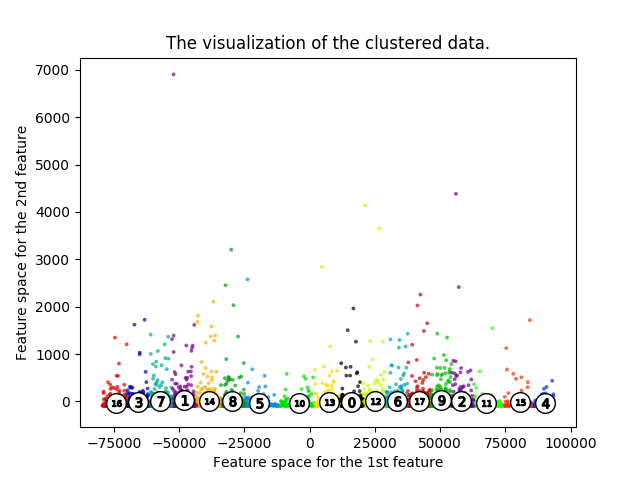 The visualization of the clustered data.
7000
6000
5000
4000
3000
2000
1000
0
Feature space for the 2nd feature
16 3 7 1 14 8 5 10 13 0 12 6 17 9 2 11 15 4
−75000 −50000 −25000 0 25000 50000 75000 100000
Feature space for the 1st feature